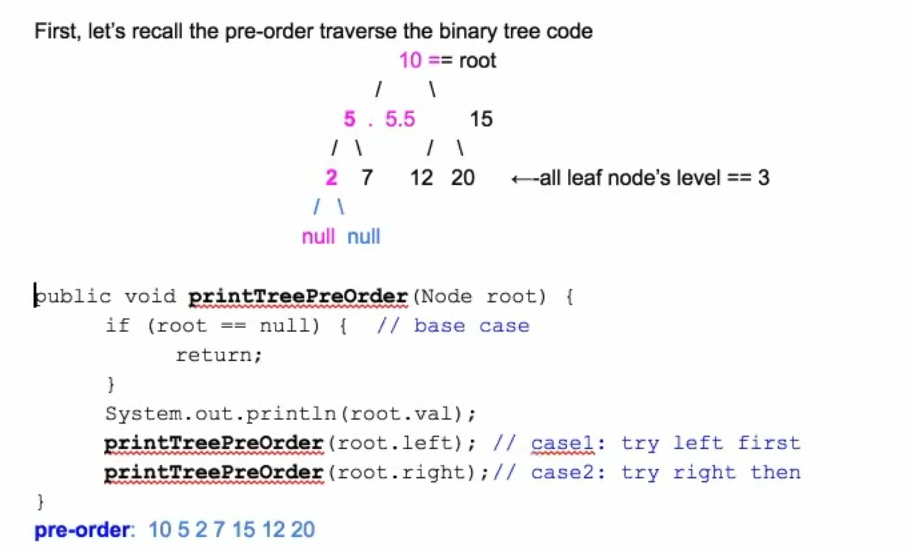 First, let's recall the pre-order traverse the binary tree code
10 == root
/ \
5 . 5.5 15
/ \ / \
2 7 12 20 ←-all leaf node's level == 3
/ \
null null
public void printTreePreOrder(Node root) {
if (root == null) { // base case
return;
}
System.out.println(root.val);
printTreePreOrder(root.left); // case1: try left first
printTreePreOrder(root.right);// case2: try right then
}
pre-order: 10 5 2 7 15 12 20